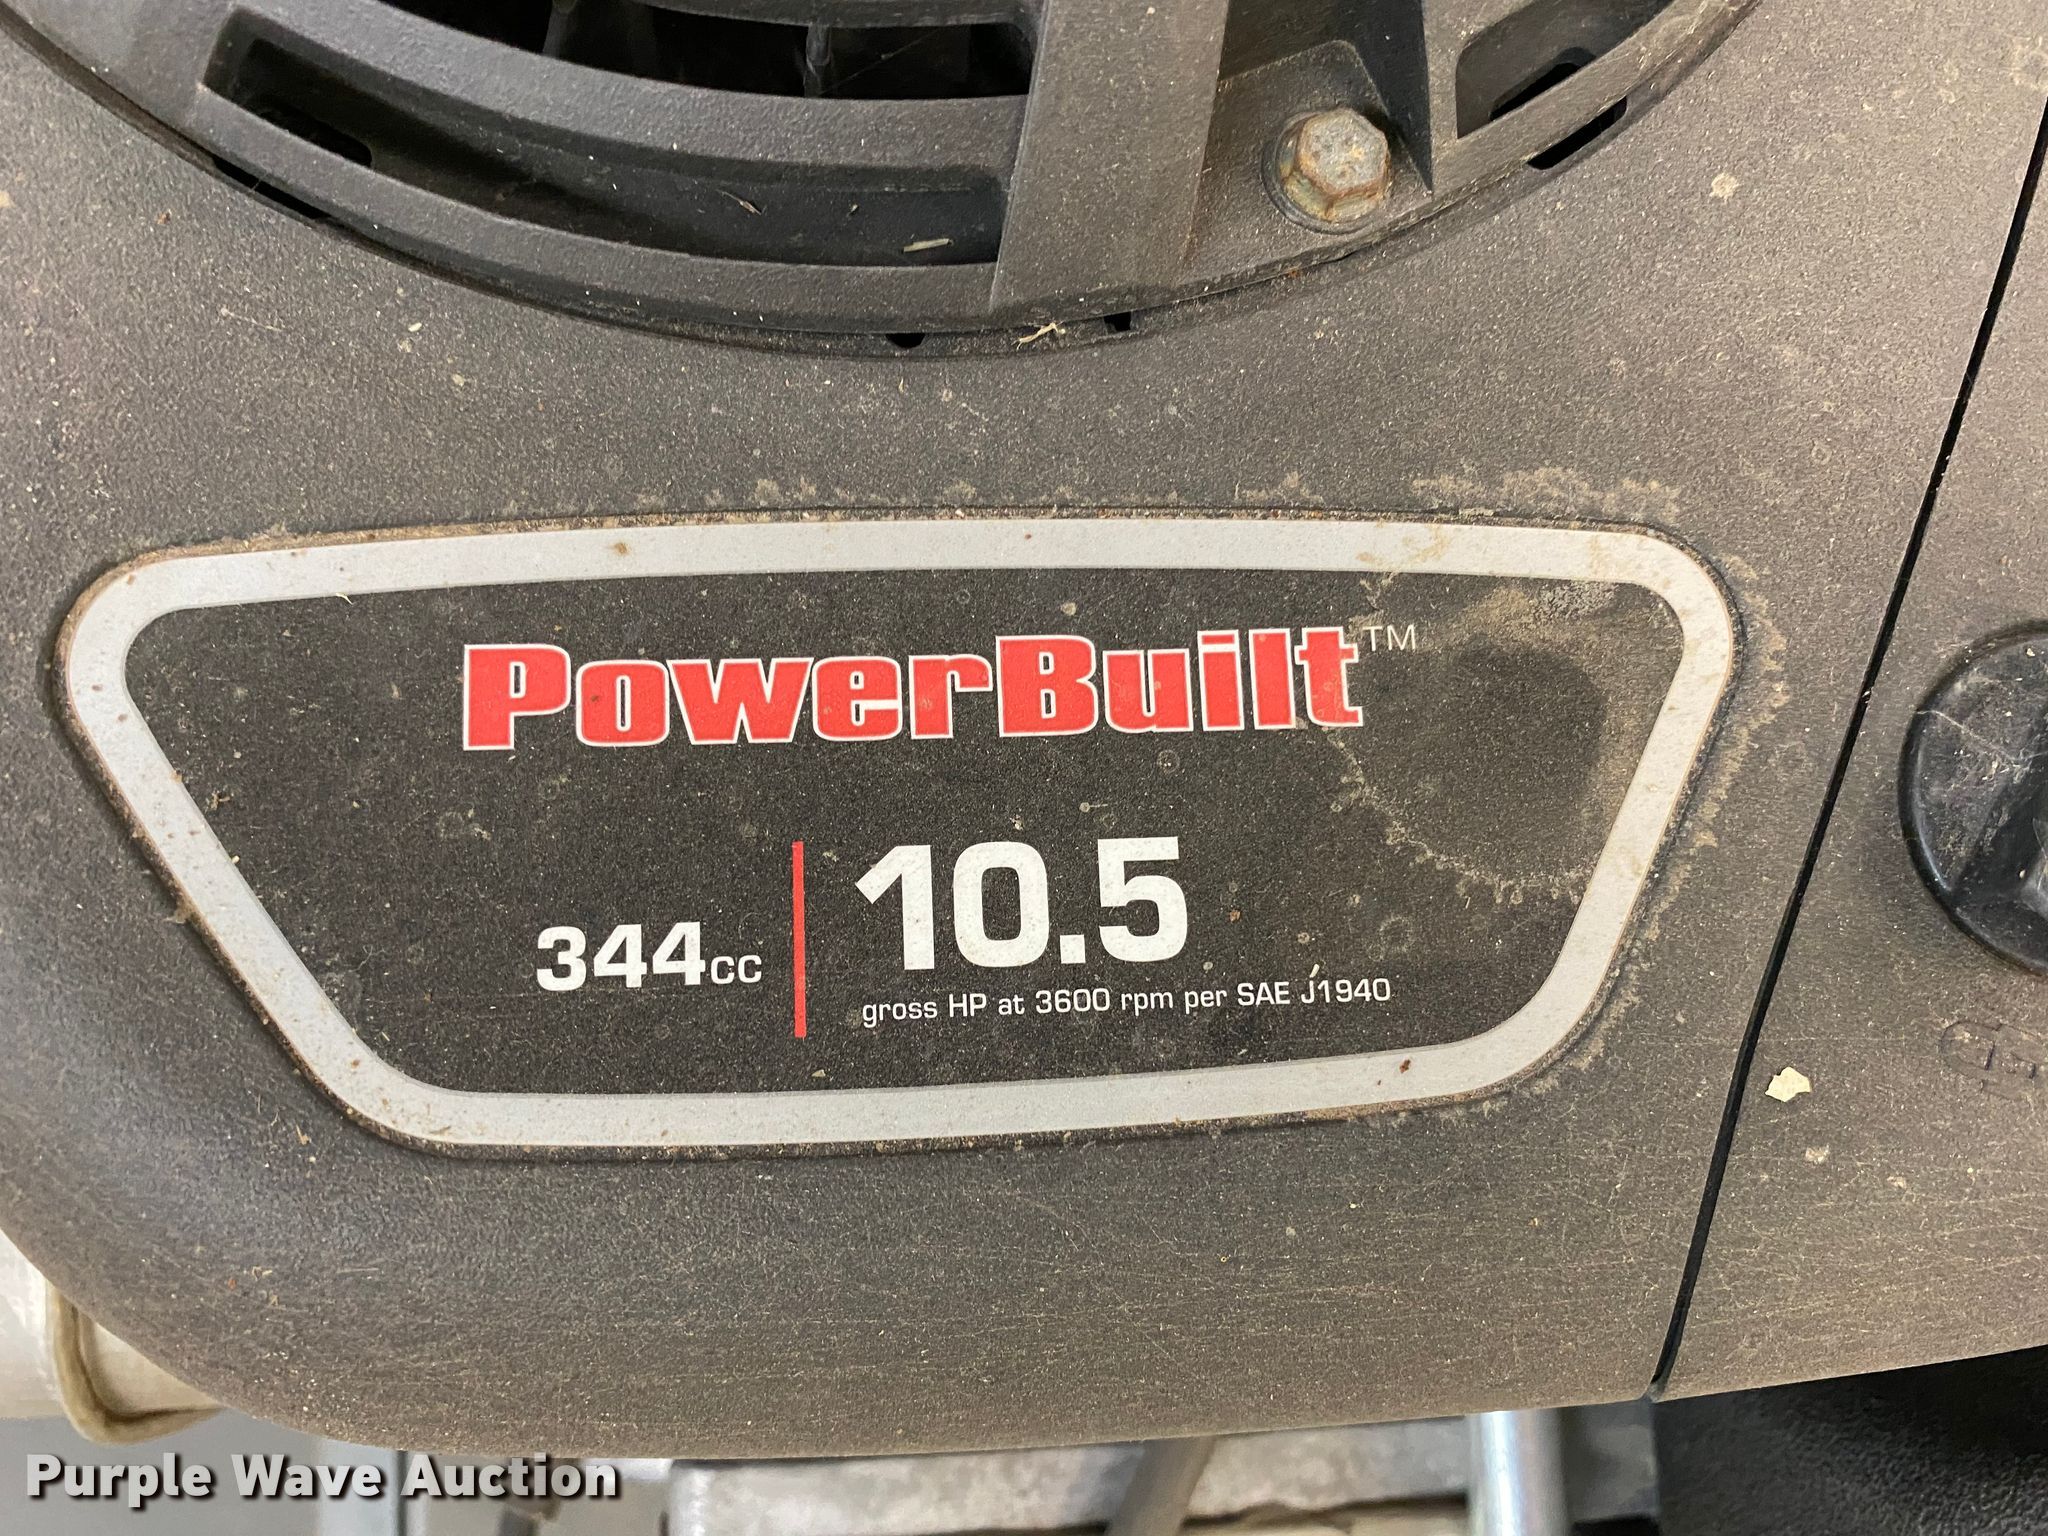 PowerBuilt™
344cc
10.5
gross HP at 3600 rpm per SAE J1940
Purple Wave Auction